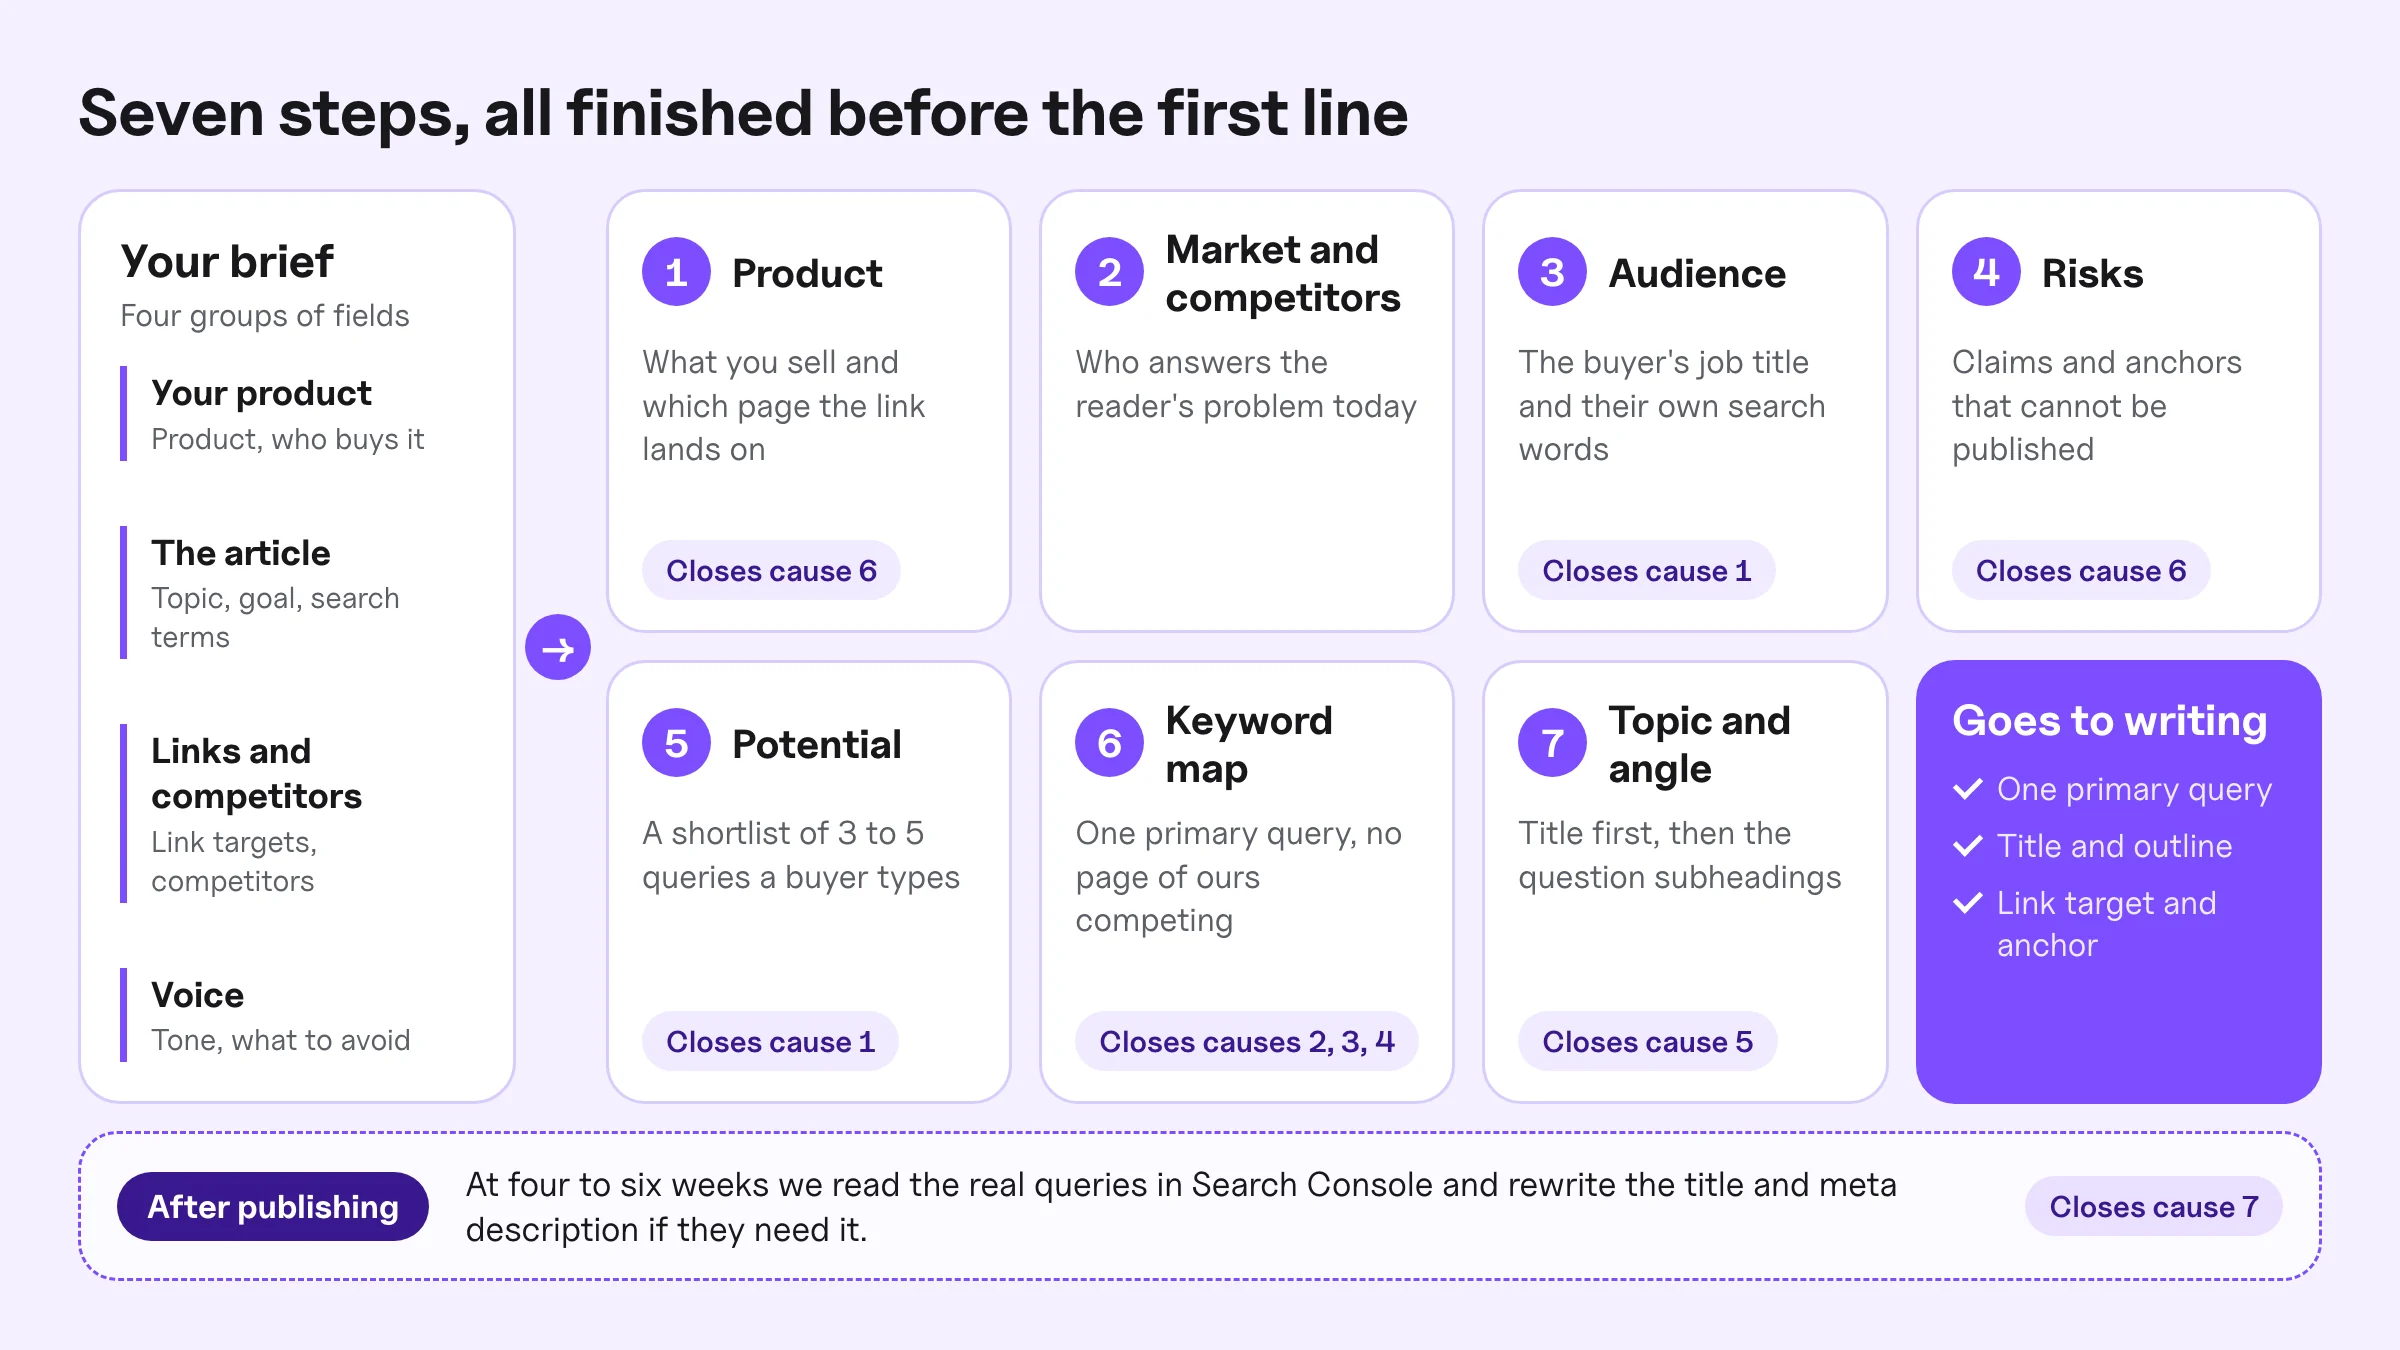 Seven steps, all finished before the first line
Your brief
Four groups of fields
Your product
Product, who buys it
The article
Topic, goal, search
terms
Links and
competitors
Link targets,
competitors
Voice
Tone, what to avoid
→
1
Product
What you sell and
which page the link
lands on
Closes cause 6
2
Market and
competitors
Who answers the
reader's problem today
3
Audience
The buyer's job title
and their own search
words
Closes cause 1
4
Risks
Claims and anchors
that cannot be
published
Closes cause 6
5
Potential
A shortlist of 3 to 5
queries a buyer types
Closes cause 1
6
Keyword
map
One primary query, no
page of ours
competing
Closes causes 2, 3, 4
7
Topic and
angle
Title first, then the
question subheadings
Closes cause 5
Goes to writing
One primary query
Title and outline
Link target and
anchor
After publishing
At four to six weeks we read the real queries in Search Console and rewrite the title and meta
description if they need it.
Closes cause 7